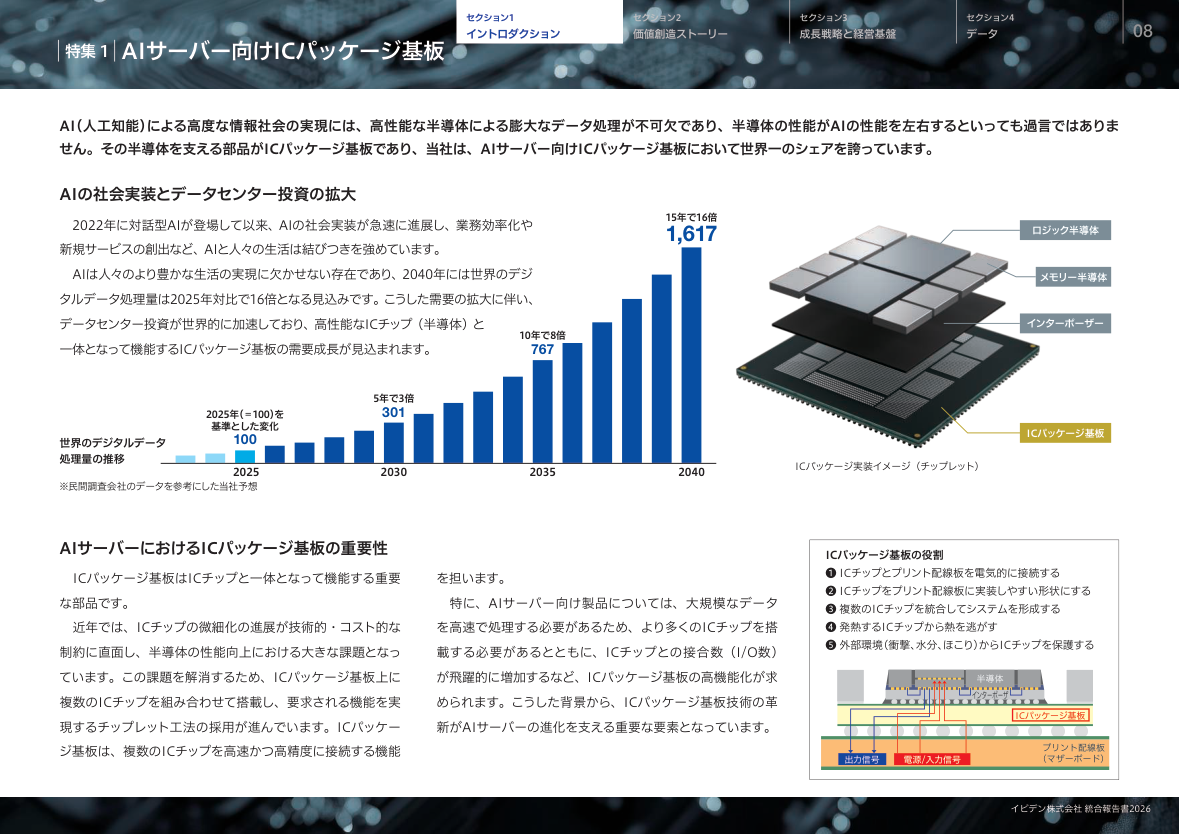 セクション1
イントロダクション
セクション2
価値創造ストーリー
セクション3
成長戦略と経営基盤
セクション4
データ
08
特集1
AIサーバー向けICパッケージ基板
AI（人工知能）による高度な情報社会の実現には、高性能な半導体による膨大なデータ処理が不可欠であり、半導体の性能がAIの性能を左右するといっても過言ではありま
せん。その半導体を支える部品がICパッケージ基板であり、当社は、AIサーバー向けICパッケージ基板において世界一のシェアを誇っています。
AIの社会実装とデータセンター投資の拡大
2022年に対話型AIが登場して以来、AIの社会実装が急速に進展し、業務効率化や
新規サービスの創出など、AIと人々の生活は結びつきを強めています。
AIは人々のより豊かな生活の実現に欠かせない存在であり、2040年には世界のデジ
タルデータ処理量は2025年対比で16倍となる見込みです。こうした需要の拡大に伴い、
データセンター投資が世界的に加速しており、高性能なICチップ（半導体）と
一体となって機能するICパッケージ基板の需要成長が見込まれます。
15年で16倍
1,617
10年で8倍
767
5年で3倍
301
2025年（＝100）を
基準とした変化
100
世界のデジタルデータ
処理量の推移
2025
2030
2035
2040
※民間調査会社のデータを参考にした当社予想
ロジック半導体
メモリー半導体
インターポーザー
ICパッケージ基板
ICパッケージ実装イメージ（チップレット）
AIサーバーにおけるICパッケージ基板の重要性
ICパッケージ基板はICチップと一体となって機能する重要
な部品です。
近年では、ICチップの微細化の進展が技術的・コスト的な
制約に直面し、半導体の性能向上における大きな課題となっ
ています。この課題を解消するため、ICパッケージ基板上に
複数のICチップを組み合わせて搭載し、要求される機能を実
現するチップレット工法の採用が進んでいます。ICパッケー
ジ基板は、複数のICチップを高速かつ高精度に接続する機能
を担います。
特に、AIサーバー向け製品については、大規模なデータ
を高速で処理する必要があるため、より多くのICチップを搭
載する必要があるとともに、ICチップとの接合数（I/O数）
が飛躍的に増加するなど、ICパッケージ基板の高機能化が求
められます。こうした背景から、ICパッケージ基板技術の革
新がAIサーバーの進化を支える重要な要素となっています。
ICパッケージ基板の役割
❶ ICチップとプリント配線板を電気的に接続する
❷ ICチップをプリント配線板に実装しやすい形状にする
❸ 複数のICチップを統合してシステムを形成する
❹ 発熱するICチップから熱を逃がす
❺ 外部環境（衝撃、水分、ほこり）からICチップを保護する
半導体
インターポーザー
ICパッケージ基板
プリント配線板
（マザーボード）
出力信号
電源/入力信号
イビデン株式会社 統合報告書2026